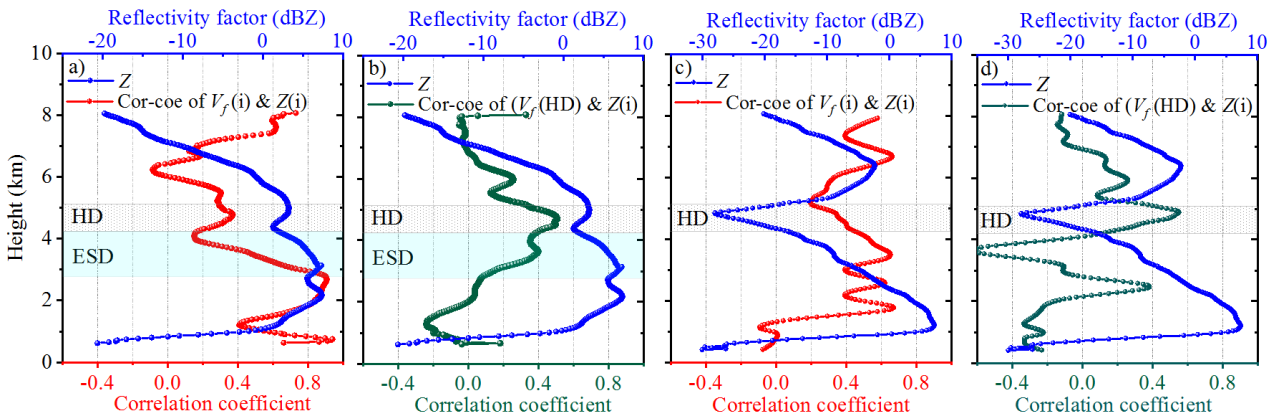 Reflectivity factor (dBZ)
-20 -10 0 10
a)
Z
Cor-coe of Vf (i) & Z(i)
HD
ESD
Height (km)
10
8
6
4
2
0
-0.4 0.0 0.4 0.8
Correlation coefficient
Reflectivity factor (dBZ)
-20 -10 0 10
b)
Z
Cor-coe of (Vf (HD) & Z(i)
HD
ESD
-0.4 0.0 0.4 0.8
Correlation coefficient
Reflectivity factor (dBZ)
-30 -20 -10 0 10
c)
Z
Cor-coe of Vf (i) & Z(i)
HD
-0.4 0.0 0.4 0.8
Correlation coefficient
Reflectivity factor (dBZ)
-30 -20 -10 0 10
d)
Z
Cor-coe of (Vf (HD) & Z(i)
HD
-0.4 0.0 0.4 0.8
Correlation coefficient